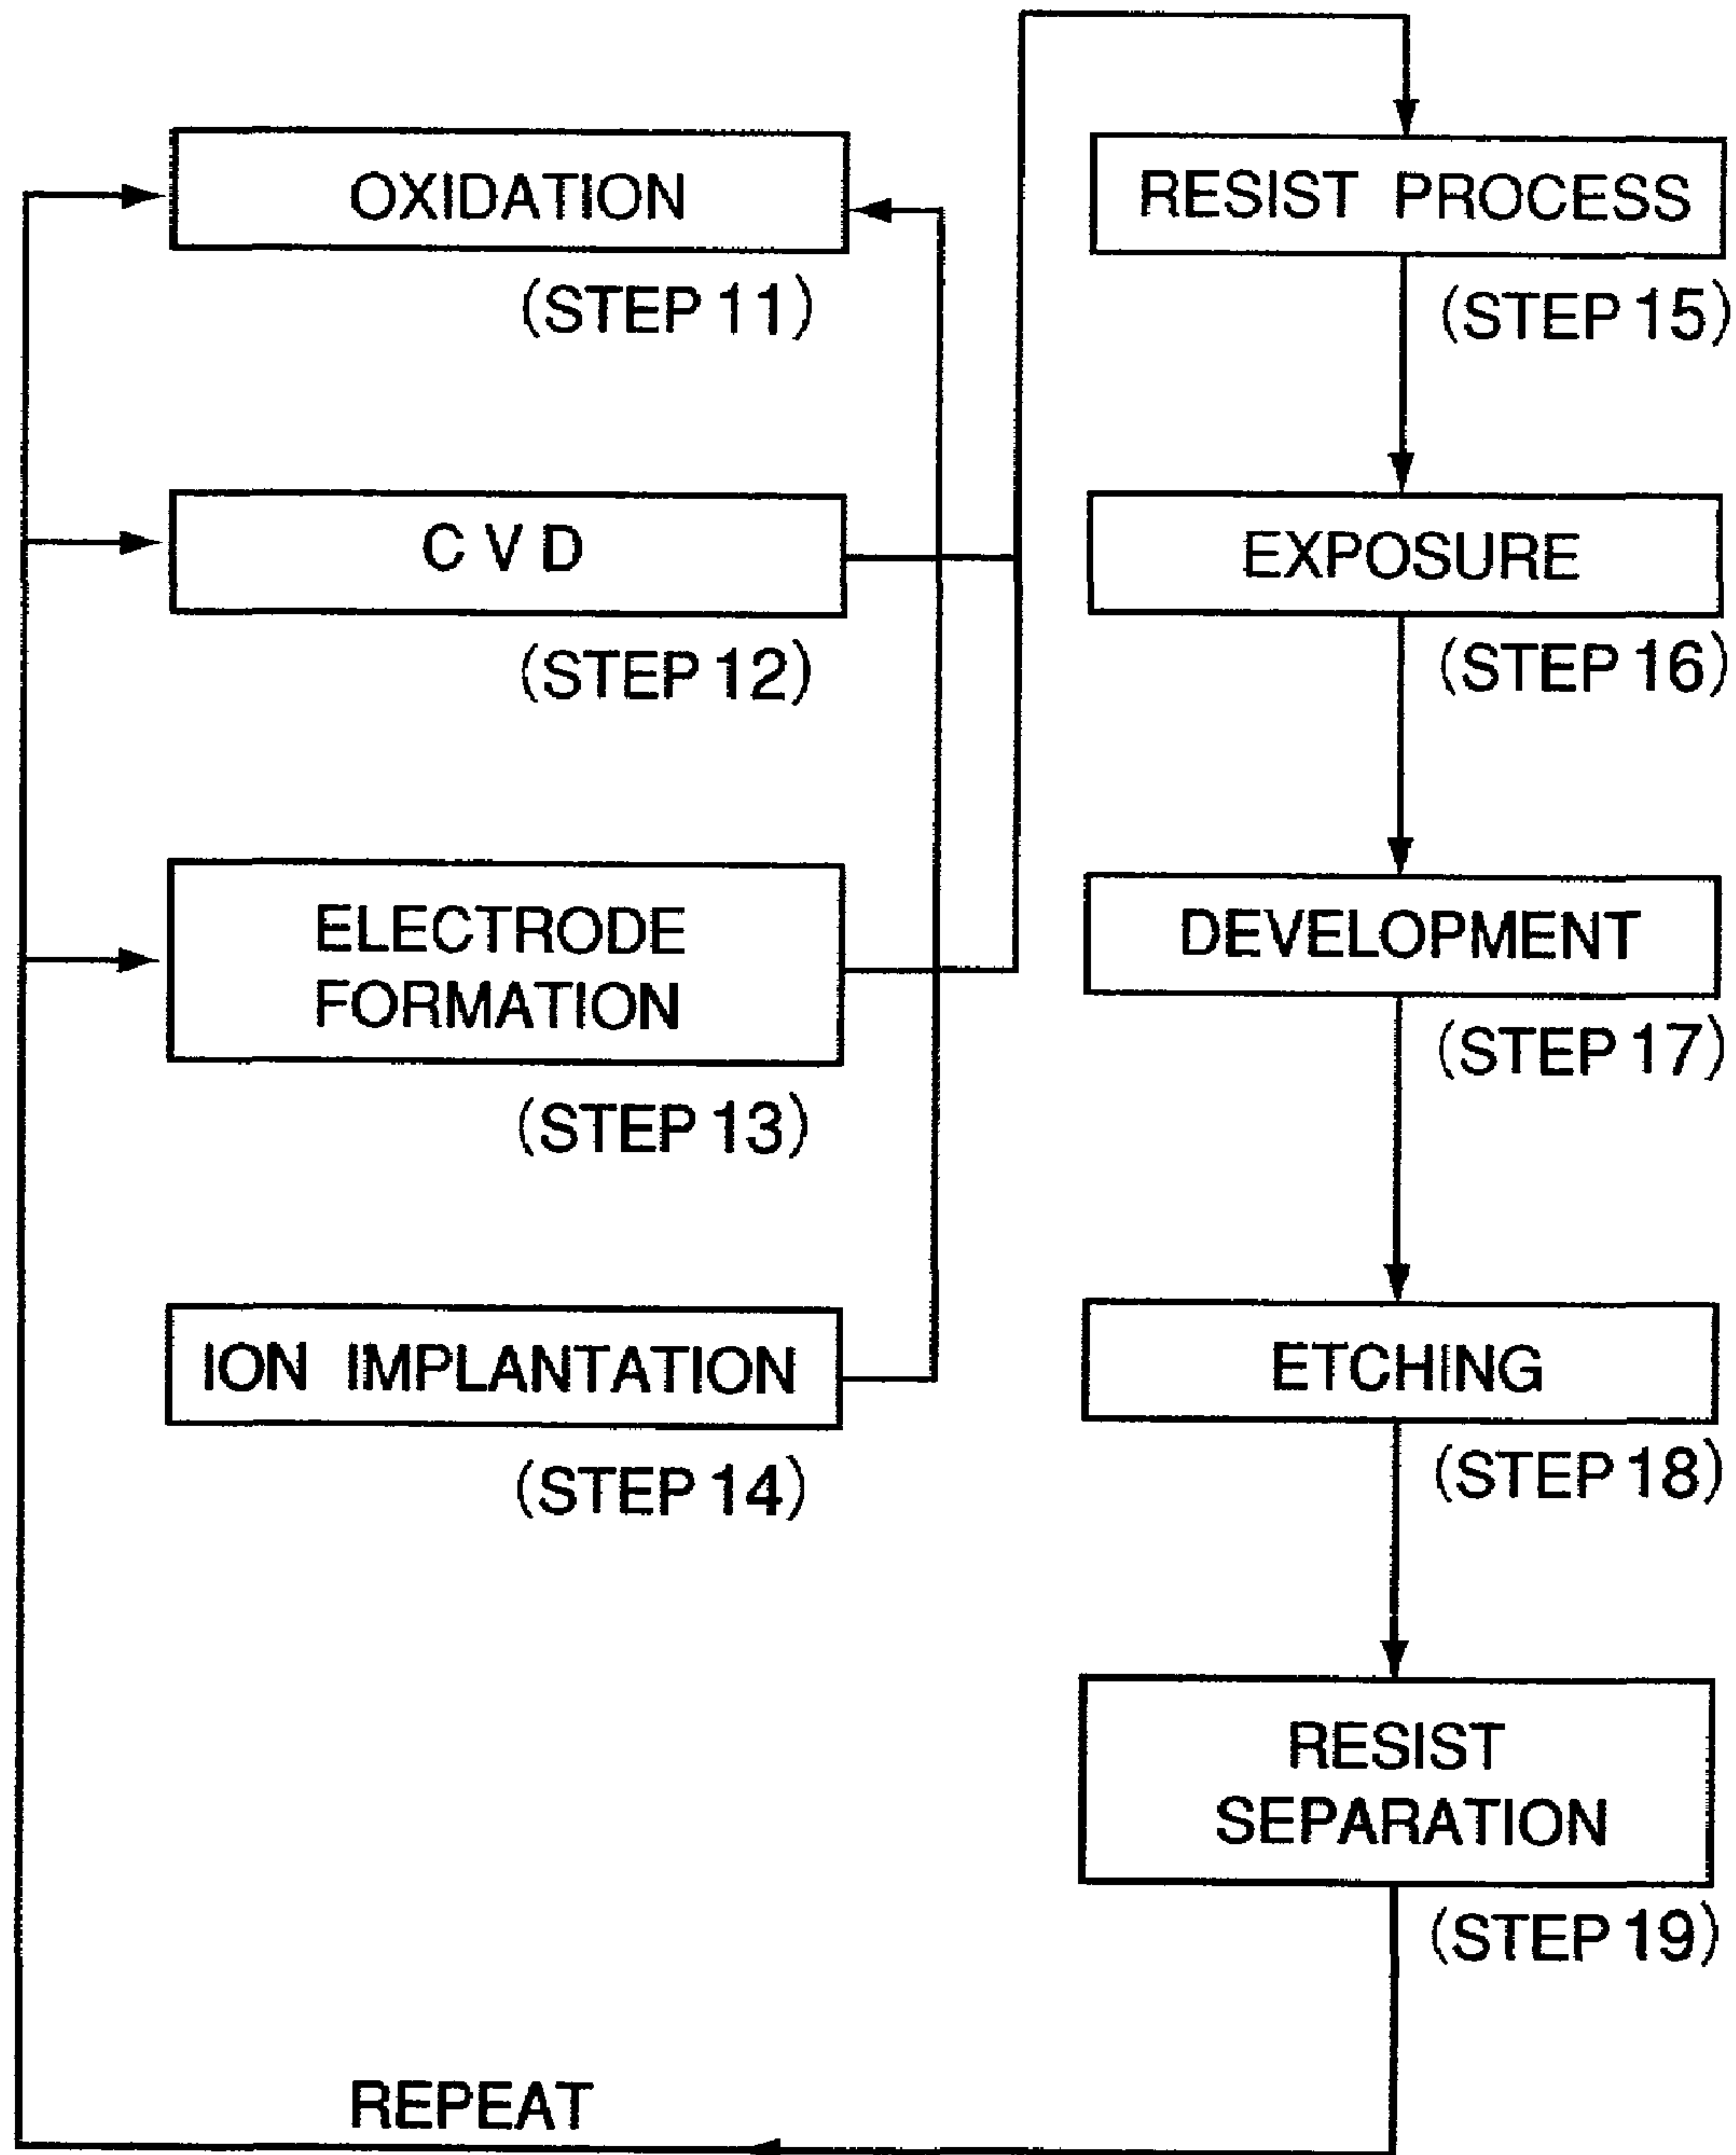 OXIDATION
(STEP 11)
C V D
(STEP 12)
ELECTRODE
FORMATION
(STEP 13)
ION IMPLANTATION
(STEP 14)
RESIST PROCESS
(STEP 15)
EXPOSURE
(STEP 16)
DEVELOPMENT
(STEP 17)
ETCHING
(STEP 18)
RESIST
SEPARATION
(STEP 19)
REPEAT